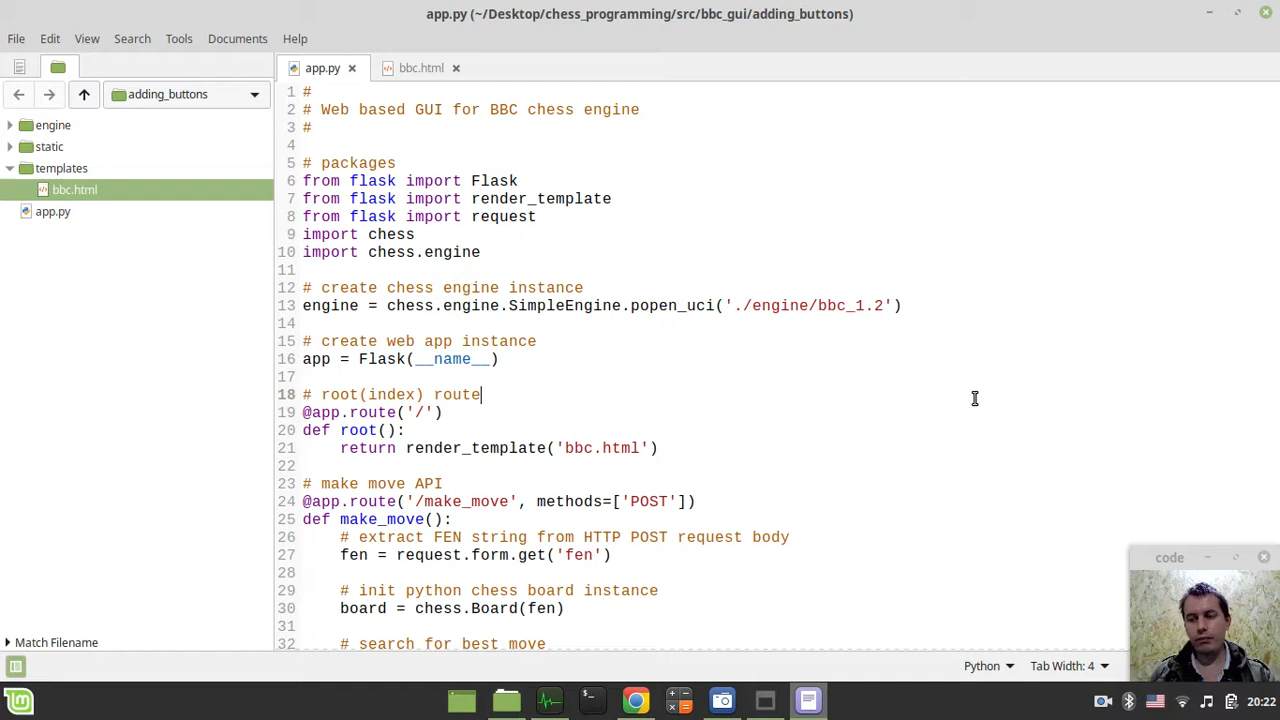 app.py (~/Desktop/chess_programming/src/bbc_gui/adding_buttons)
File Edit View Search Tools Documents Help
app.py
bbc.html
adding_buttons
engine
static
templates
bbc.html
app.py
Match Filename
1 #
2 # Web based GUI for BBC chess engine
3 #
4
5 # packages
6 from flask import Flask
7 from flask import render_template
8 from flask import request
9 import chess
10 import chess.engine
11
12 # create chess engine instance
13 engine = chess.engine.SimpleEngine.popen_uci('./engine/bbc_1.2')
14
15 # create web app instance
16 app = Flask(__name__)
17
18 # root(index) route
19 @app.route('/')
20 def root():
21     return render_template('bbc.html')
22
23 # make move API
24 @app.route('/make_move', methods=['POST'])
25 def make_move():
26     # extract FEN string from HTTP POST request body
27     fen = request.form.get('fen')
28
29     # init python chess board instance
30     board = chess.Board(fen)
31
32     # search for best move
code
Python Tab Width: 4
20:22